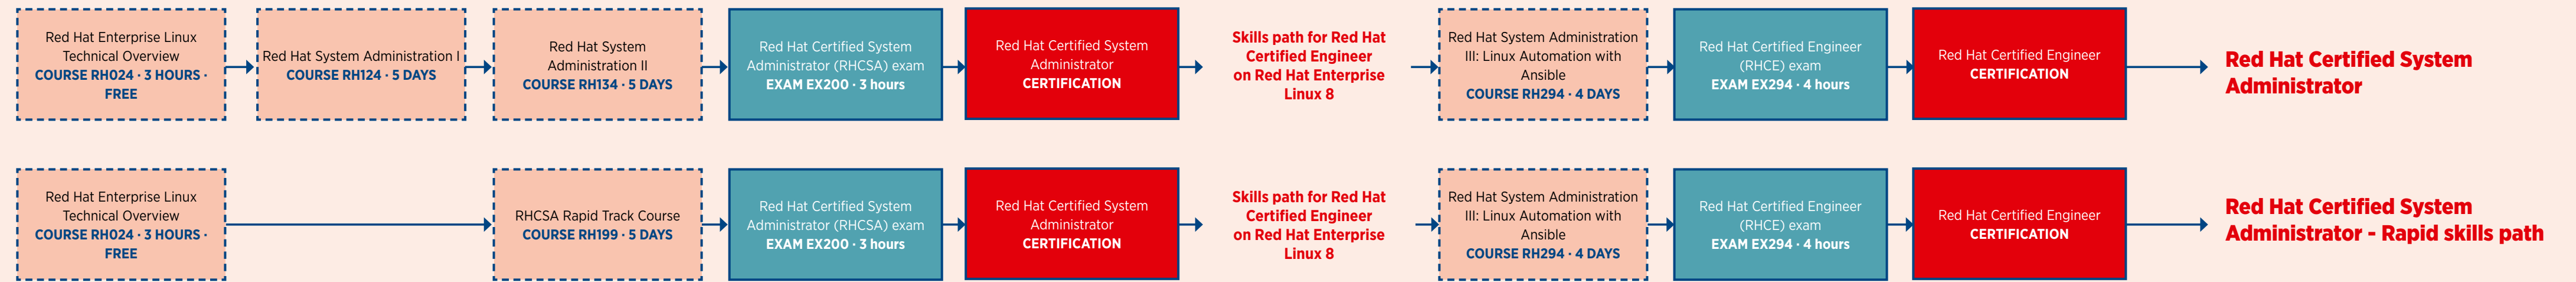 Red Hat Enterprise Linux
Technical Overview
COURSE RH024 · 3 HOURS ·
FREE
Red Hat System Administration I
COURSE RH124 · 5 DAYS
Red Hat System
Administration II
COURSE RH134 · 5 DAYS
Red Hat Certified System
Administrator (RHCSA) exam
EXAM EX200 · 3 hours
Red Hat Certified System
Administrator
CERTIFICATION
Skills path for Red Hat
Certified Engineer
on Red Hat Enterprise
Linux 8
Red Hat System Administration
III: Linux Automation with
Ansible
COURSE RH294 · 4 DAYS
Red Hat Certified Engineer
(RHCE) exam
EXAM EX294 · 4 hours
Red Hat Certified Engineer
CERTIFICATION
Red Hat Certified System
Administrator
Red Hat Enterprise Linux
Technical Overview
COURSE RH024 · 3 HOURS ·
FREE
RHCSA Rapid Track Course
COURSE RH199 · 5 DAYS
Red Hat Certified System
Administrator (RHCSA) exam
EXAM EX200 · 3 hours
Red Hat Certified System
Administrator
CERTIFICATION
Skills path for Red Hat
Certified Engineer
on Red Hat Enterprise
Linux 8
Red Hat System Administration
III: Linux Automation with
Ansible
COURSE RH294 · 4 DAYS
Red Hat Certified Engineer
(RHCE) exam
EXAM EX294 · 4 hours
Red Hat Certified Engineer
CERTIFICATION
Red Hat Certified System
Administrator - Rapid skills path